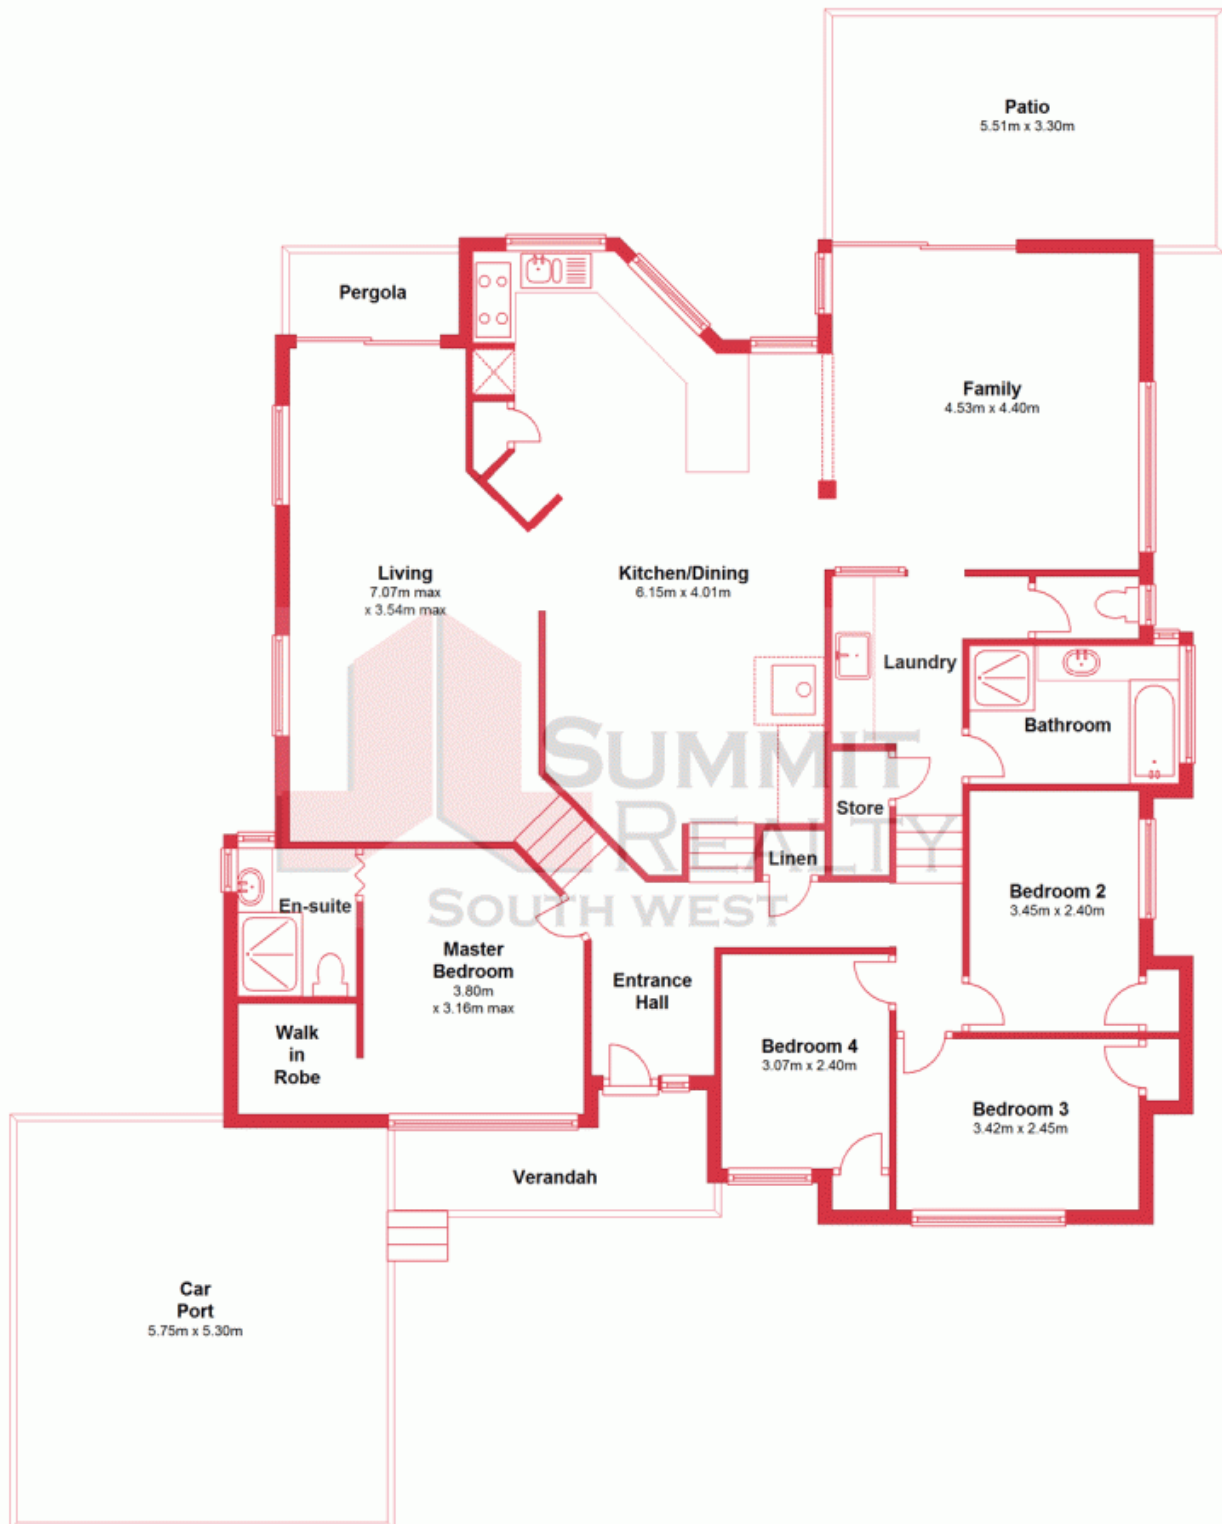 Patio
5.51m x 3.30m
Pergola
Family
4.53m x 4.40m
Living
7.07m max
x 3.54m max
Kitchen/Dining
6.15m x 4.01m
Laundry
Bathroom
SUMMIT
REALTY
SOUTH WEST
Store
Linen
En-suite
Bedroom 2
3.45m x 2.40m
Master
Bedroom
3.80m
x 3.16m max
Entrance
Hall
Walk
in
Robe
Bedroom 4
3.07m x 2.40m
Bedroom 3
3.42m x 2.45m
Verandah
Car
Port
5.75m x 5.30m